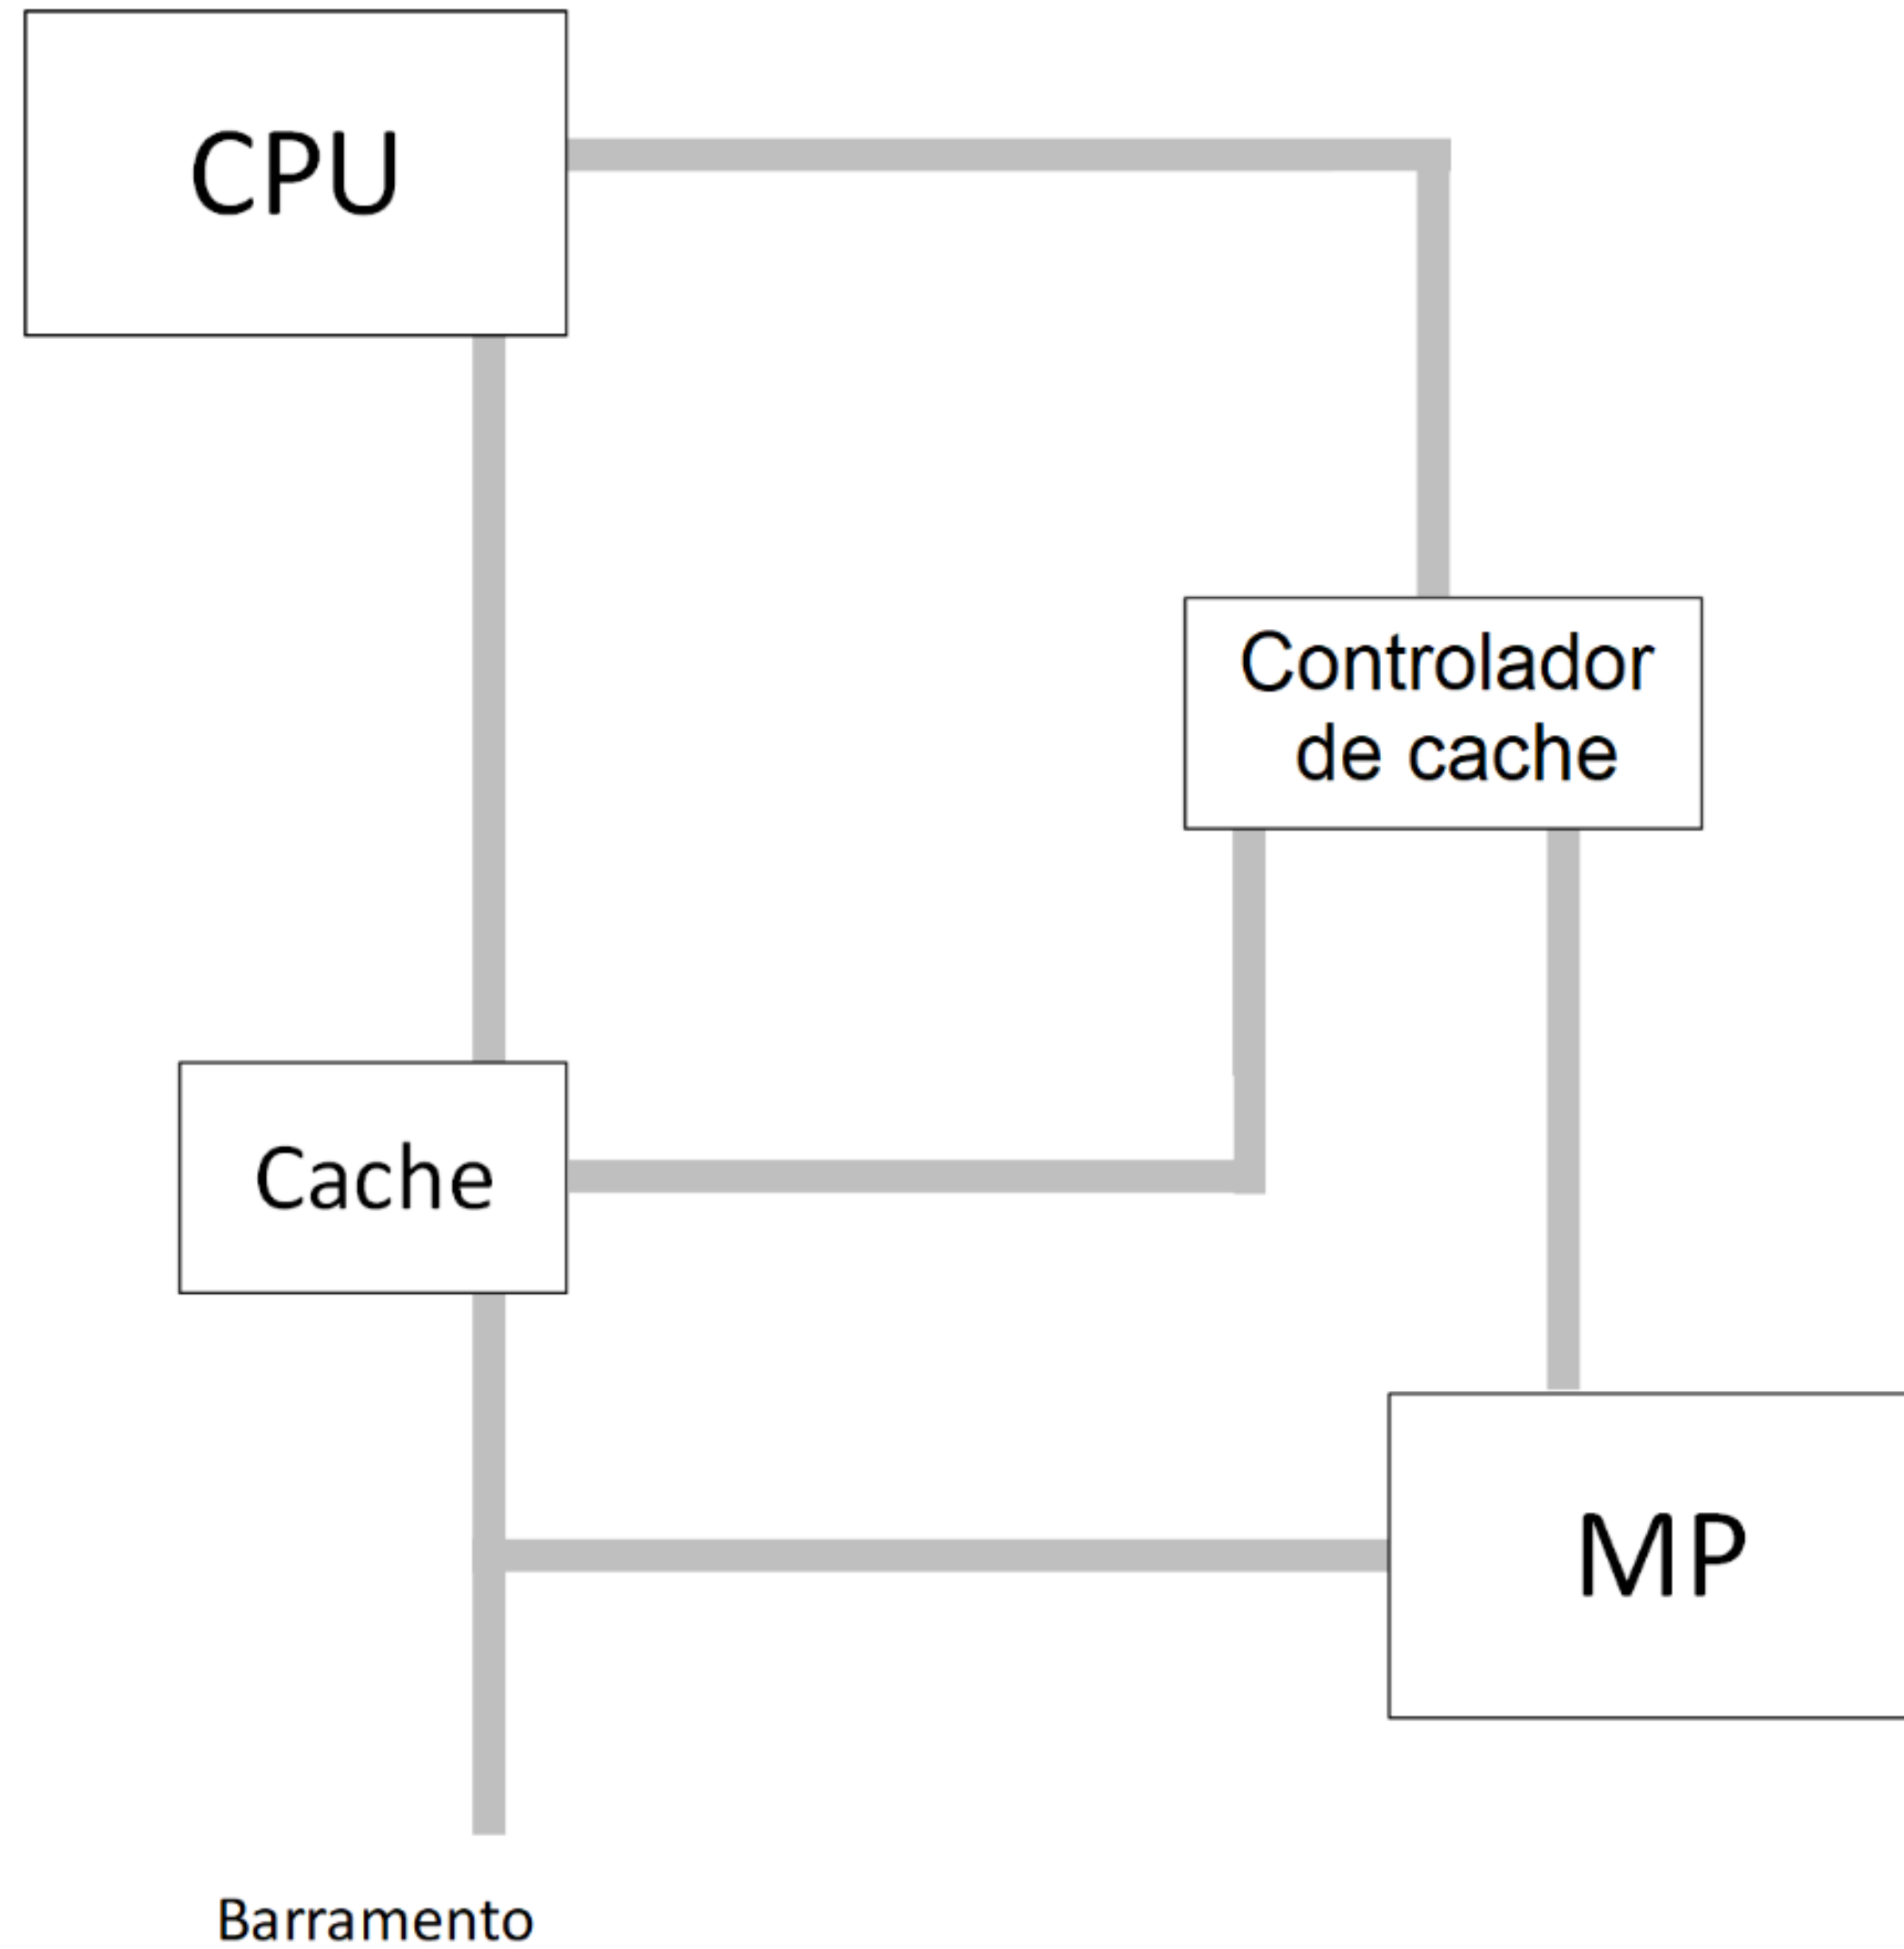 CPU
Controlador
de cache
Cache
MP
Barramento